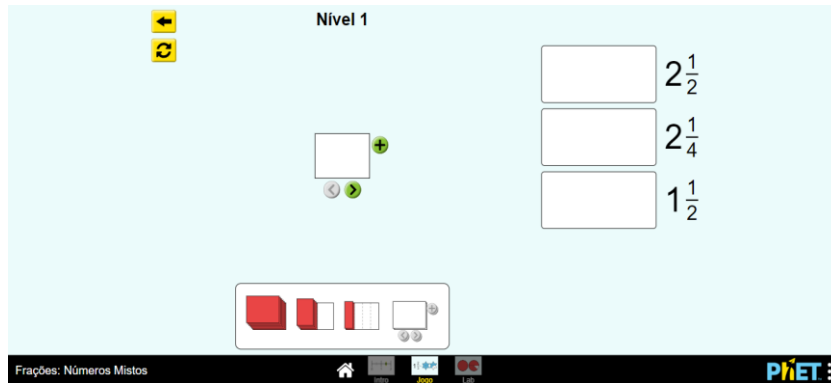 Nível 1
2 1/2
2 1/4
1 1/2
Frações: Números Mistos
Intro
Jogo
Lab
PhET